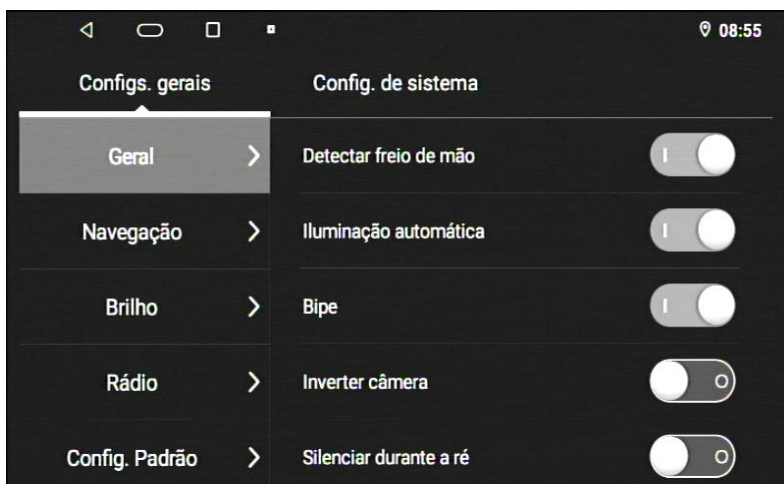 08:55
Configs. gerais
Config. de sistema
Geral
Detectar freio de mão
Navegação
Iluminação automática
Brilho
Bipe
Rádio
Inverter câmera
Config. Padrão
Silenciar durante a ré